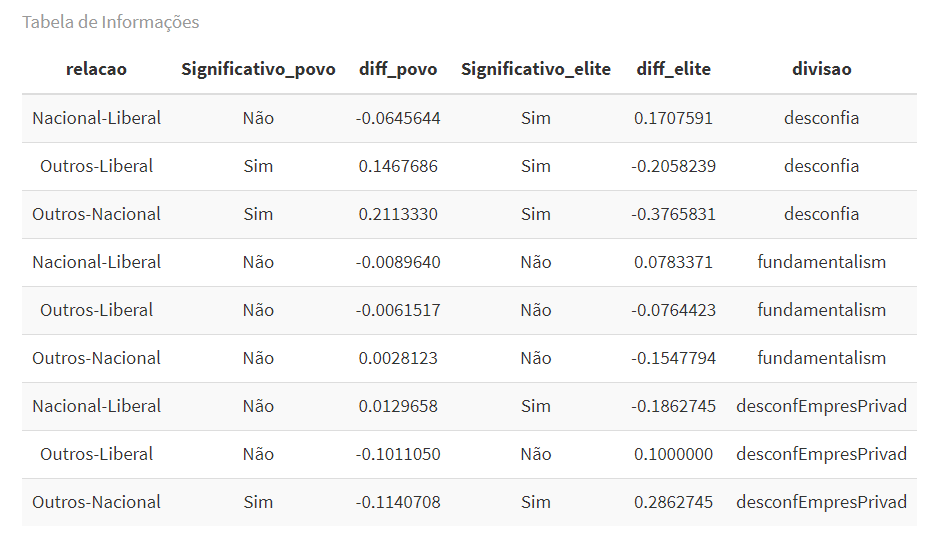 Tabela de Informações
relacao Significativo_povo diff_povo Significativo_elite diff_elite divisao
Nacional-Liberal Não -0.0645644 Sim 0.1707591 desconfia
Outros-Liberal Sim 0.1467686 Sim -0.2058239 desconfia
Outros-Nacional Sim 0.2113330 Sim -0.3765831 desconfia
Nacional-Liberal Não -0.0089640 Não 0.0783371 fundamentalism
Outros-Liberal Não -0.0061517 Não -0.0764423 fundamentalism
Outros-Nacional Não 0.0028123 Não -0.1547794 fundamentalism
Nacional-Liberal Não 0.0129658 Sim -0.1862745 desconfEmpresPrivad
Outros-Liberal Não -0.1011050 Não 0.1000000 desconfEmpresPrivad
Outros-Nacional Sim -0.1140708 Sim 0.2862745 desconfEmpresPrivad